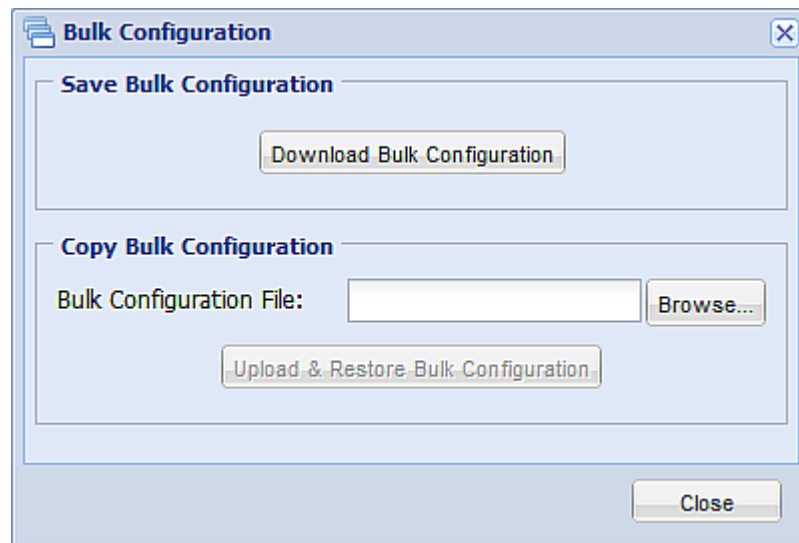 Bulk Configuration
Save Bulk Configuration
Download Bulk Configuration
Copy Bulk Configuration
Bulk Configuration File: Browse...
Upload & Restore Bulk Configuration
Close